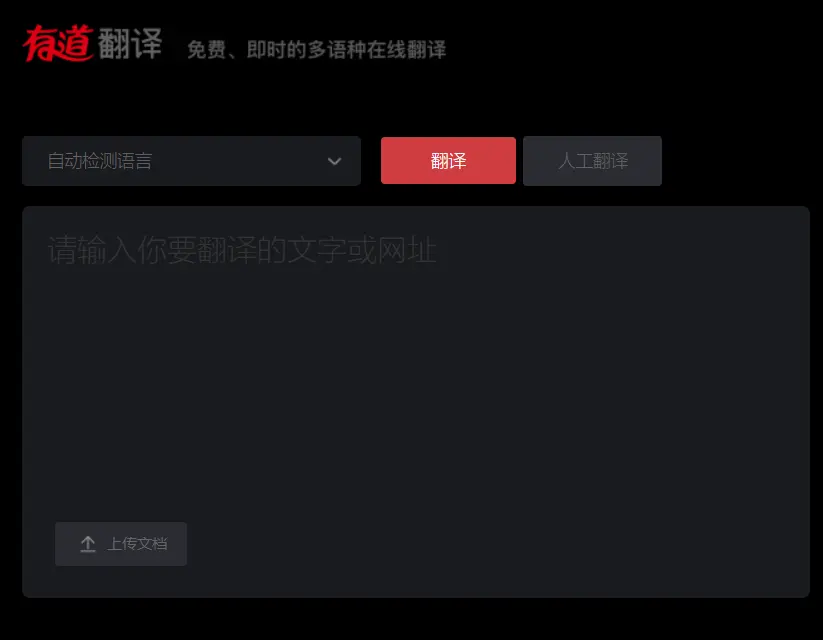 有道翻译 免费、即时的多语种在线翻译
自动检测语言 翻译 人工翻译
请输入你要翻译的文字或网址
上传文档